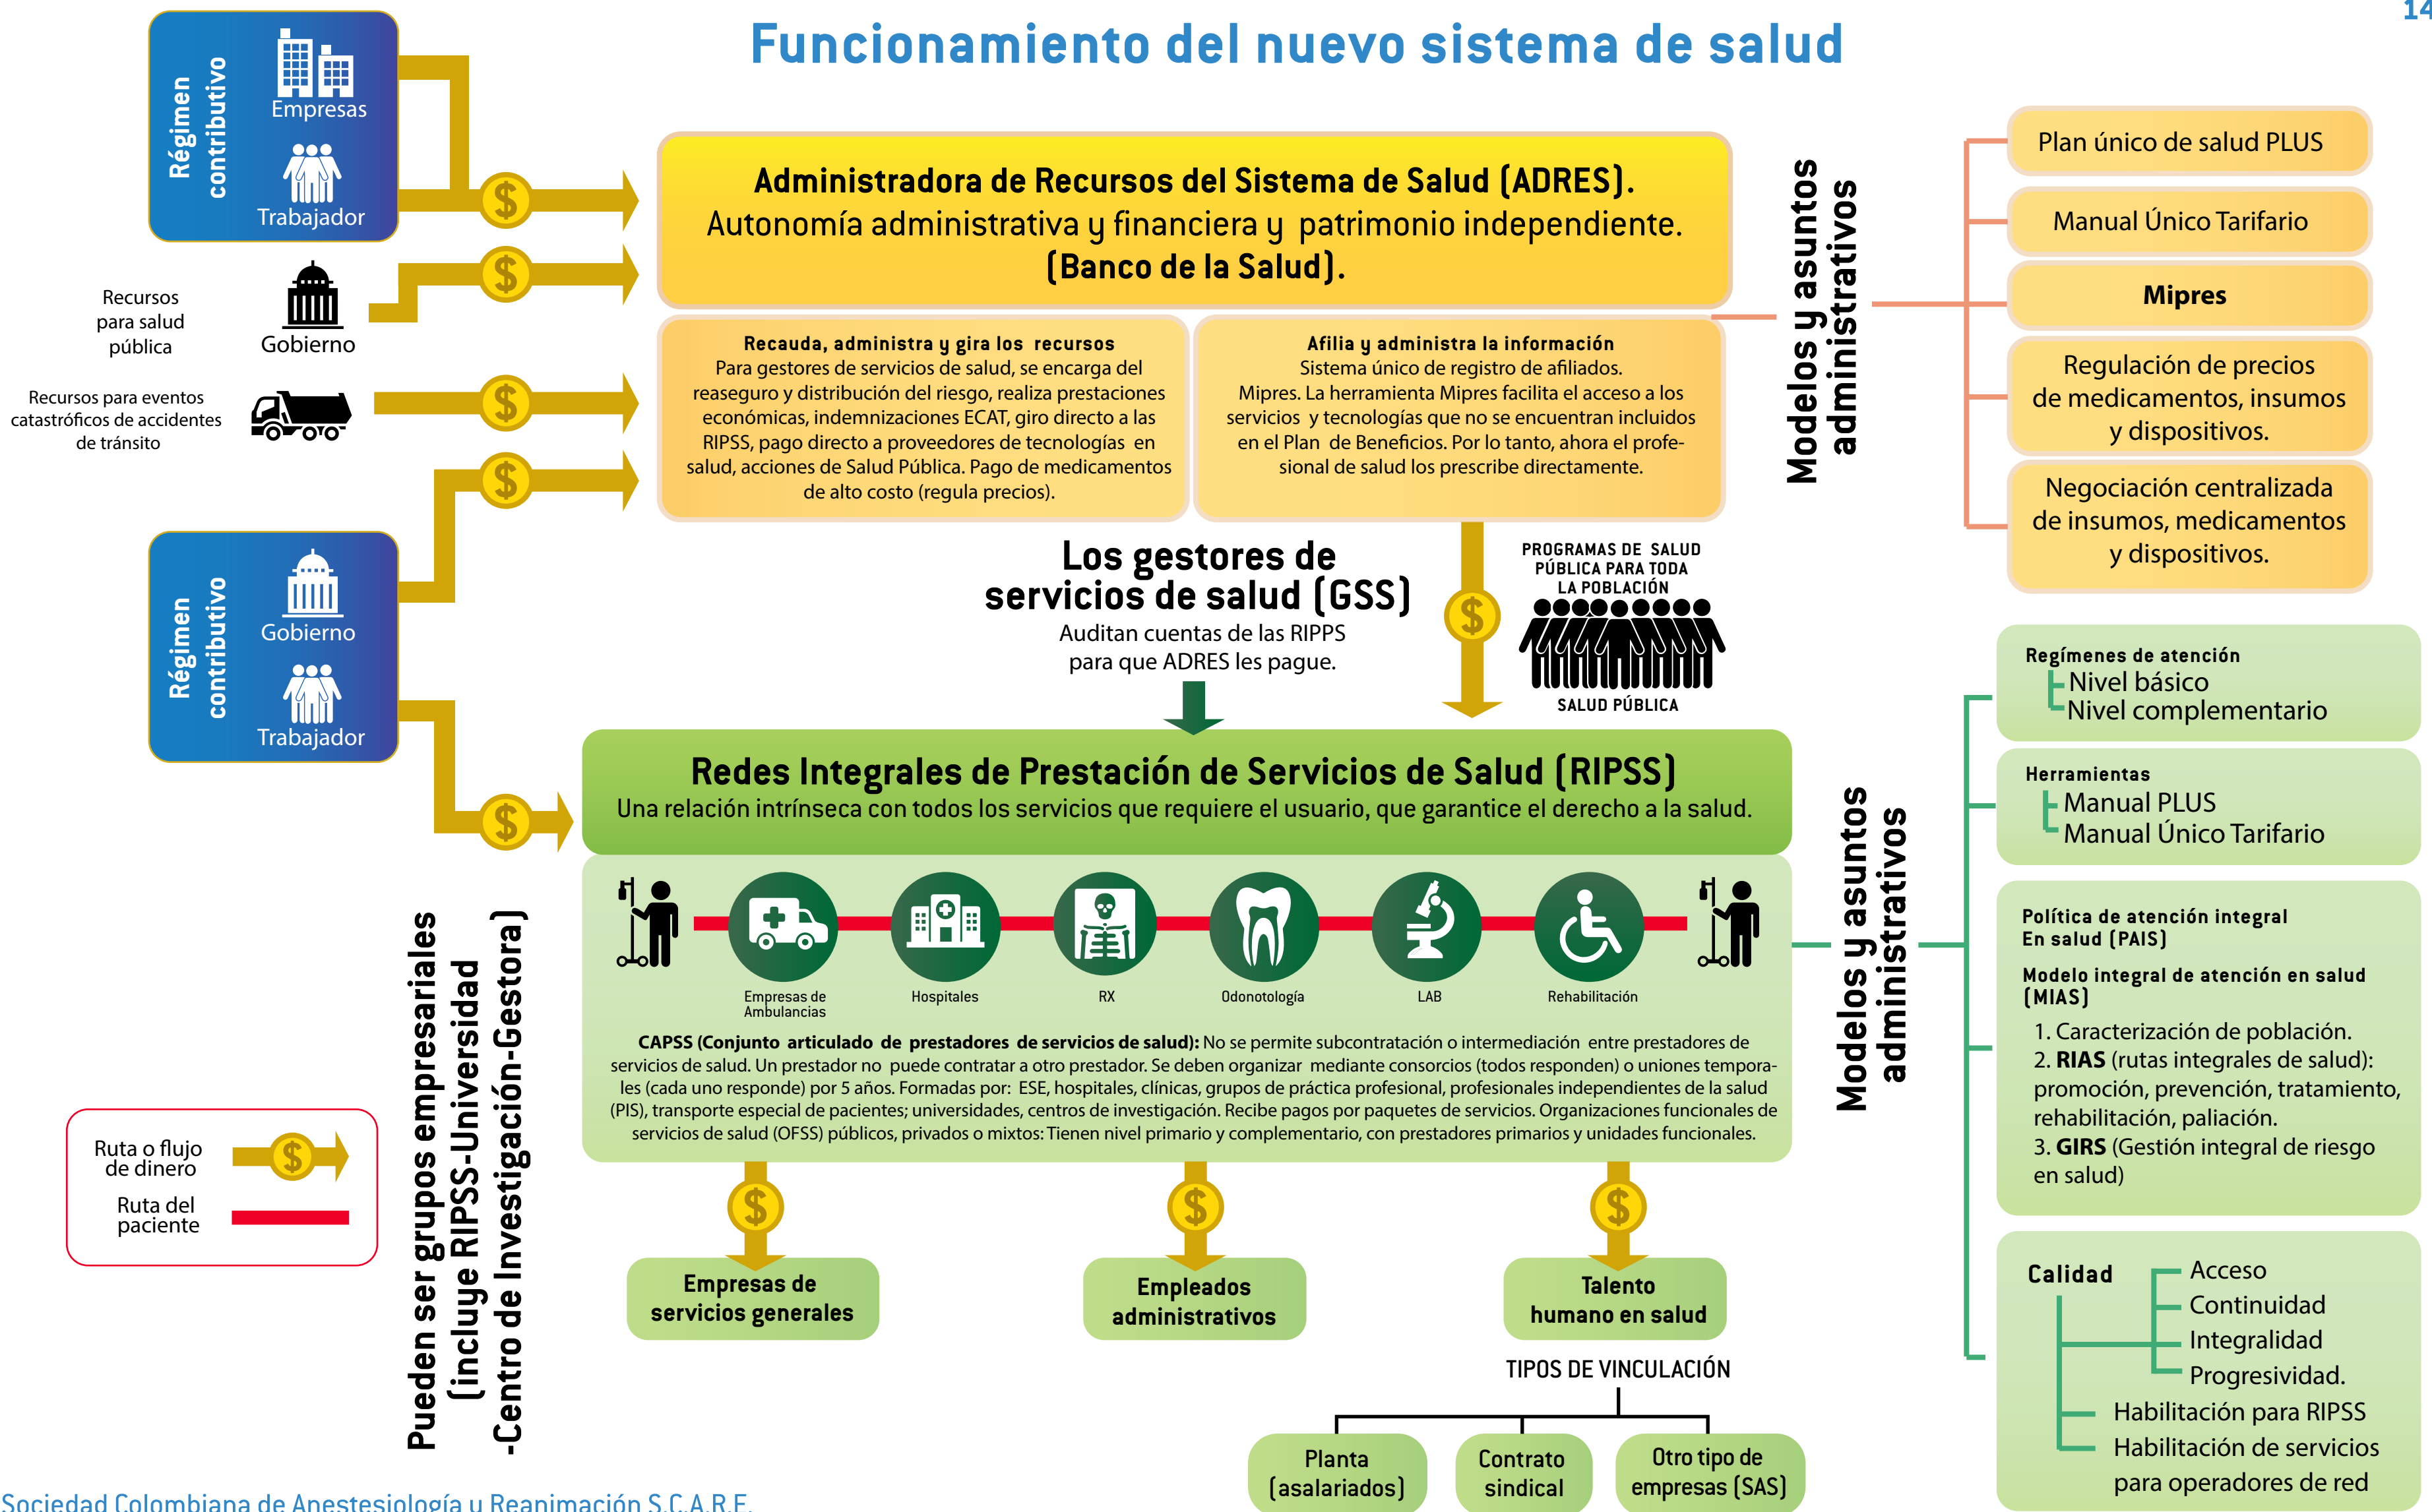 14
Funcionamiento del nuevo sistema de salud
Régimen
contributivo
Empresas
Trabajador
Recursos
para salud
pública
Gobierno
Recursos para eventos
catastróficos de accidentes
de tránsito
Régimen
contributivo
Gobierno
Trabajador
Administradora de Recursos del Sistema de Salud (ADRES).
Autonomía administrativa y financiera y patrimonio independiente.
(Banco de la Salud).
Recauda, administra y gira los recursos
Para gestores de servicios de salud, se encarga del
reaseguro y distribución del riesgo, realiza prestaciones
económicas, indemnizaciones ECAT, giro directo a las
RIPSS, pago directo a proveedores de tecnologías en
salud, acciones de Salud Pública. Pago de medicamentos
de alto costo (regula precios).
Afilia y administra la información
Sistema único de registro de afiliados.
Mipres. La herramienta Mipres facilita el acceso a los
servicios y tecnologías que no se encuentran incluidos
en el Plan de Beneficios. Por lo tanto, ahora el profe-
sional de salud los prescribe directamente.
Modelos y asuntos
administrativos
Plan único de salud PLUS
Manual Único Tarifario
Mipres
Regulación de precios
de medicamentos, insumos
y dispositivos.
Negociación centralizada
de insumos, medicamentos
y dispositivos.
Los gestores de
servicios de salud (GSS)
Auditan cuentas de las RIPPS
para que ADRES les pague.
PROGRAMAS DE SALUD
PÚBLICA PARA TODA
LA POBLACIÓN
SALUD PÚBLICA
Redes Integrales de Prestación de Servicios de Salud (RIPSS)
Una relación intrínseca con todos los servicios que requiere el usuario, que garantice el derecho a la salud.
Empresas de
Ambulancias
Hospitales
RX
Odonotología
LAB
Rehabilitación
CAPSS (Conjunto articulado de prestadores de servicios de salud): No se permite subcontratación o intermediación entre prestadores de
servicios de salud. Un prestador no puede contratar a otro prestador. Se deben organizar mediante consorcios (todos responden) o uniones tempora-
les (cada uno responde) por 5 años. Formadas por: ESE, hospitales, clínicas, grupos de práctica profesional, profesionales independientes de la salud
(PIS), transporte especial de pacientes; universidades, centros de investigación. Recibe pagos por paquetes de servicios. Organizaciones funcionales de
servicios de salud (OFSS) públicos, privados o mixtos: Tienen nivel primario y complementario, con prestadores primarios y unidades funcionales.
Modelos y asuntos
administrativos
Regímenes de atención
Nivel básico
Nivel complementario
Herramientas
Manual PLUS
Manual Único Tarifario
Política de atención integral
En salud (PAIS)
Modelo integral de atención en salud
(MIAS)
1. Caracterización de población.
2. RIAS (rutas integrales de salud):
promoción, prevención, tratamiento,
rehabilitación, paliación.
3. GIRS (Gestión integral de riesgo
en salud)
Calidad
Acceso
Continuidad
Integralidad
Progresividad.
Habilitación para RIPSS
Habilitación de servicios
para operadores de red
Pueden ser grupos empresariales
(incluye RIPSS-Universidad
-Centro de Investigación-Gestora)
Ruta o flujo
de dinero
Ruta del
paciente
Empresas de
servicios generales
Empleados
administrativos
Talento
humano en salud
TIPOS DE VINCULACIÓN
Planta
(asalariados)
Contrato
sindical
Otro tipo de
empresas (SAS)
Sociedad Colombiana de Anestesiología y Reanimación S.C.A.R.E.